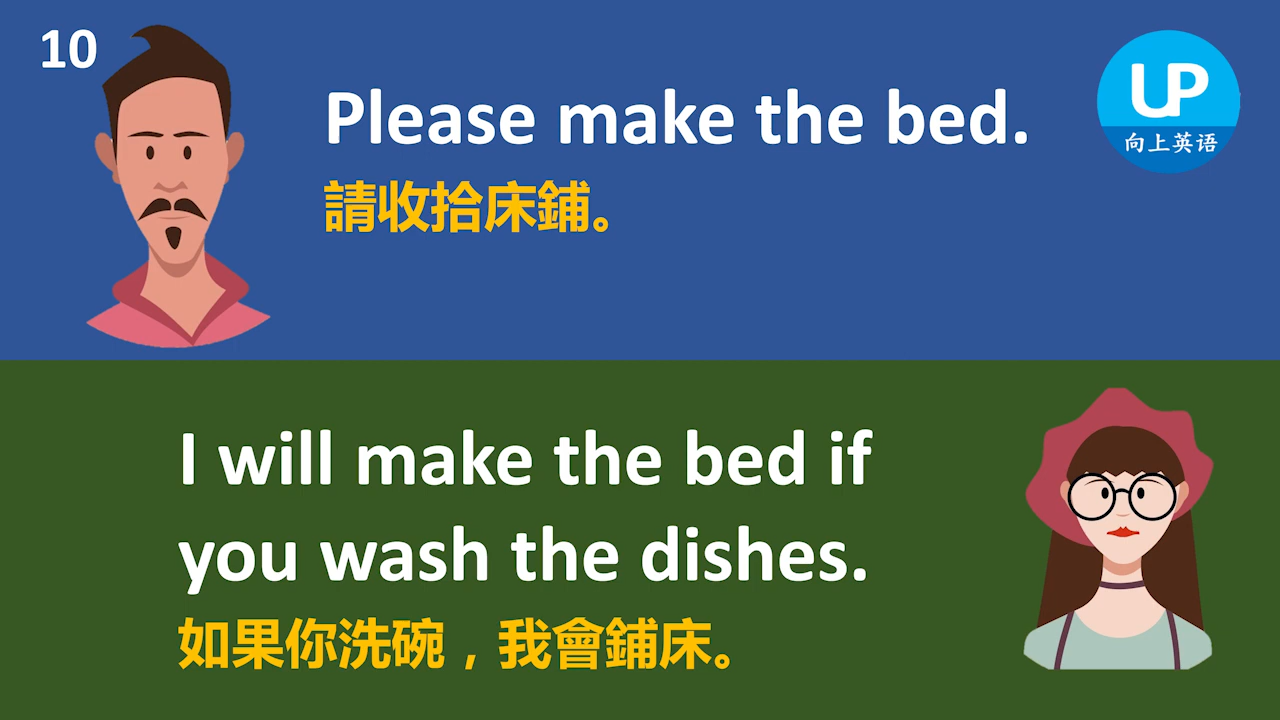 10
Please make the bed.
請收拾床鋪。
UP
向上英语
I will make the bed if
you wash the dishes.
如果你洗碗，我會鋪床。